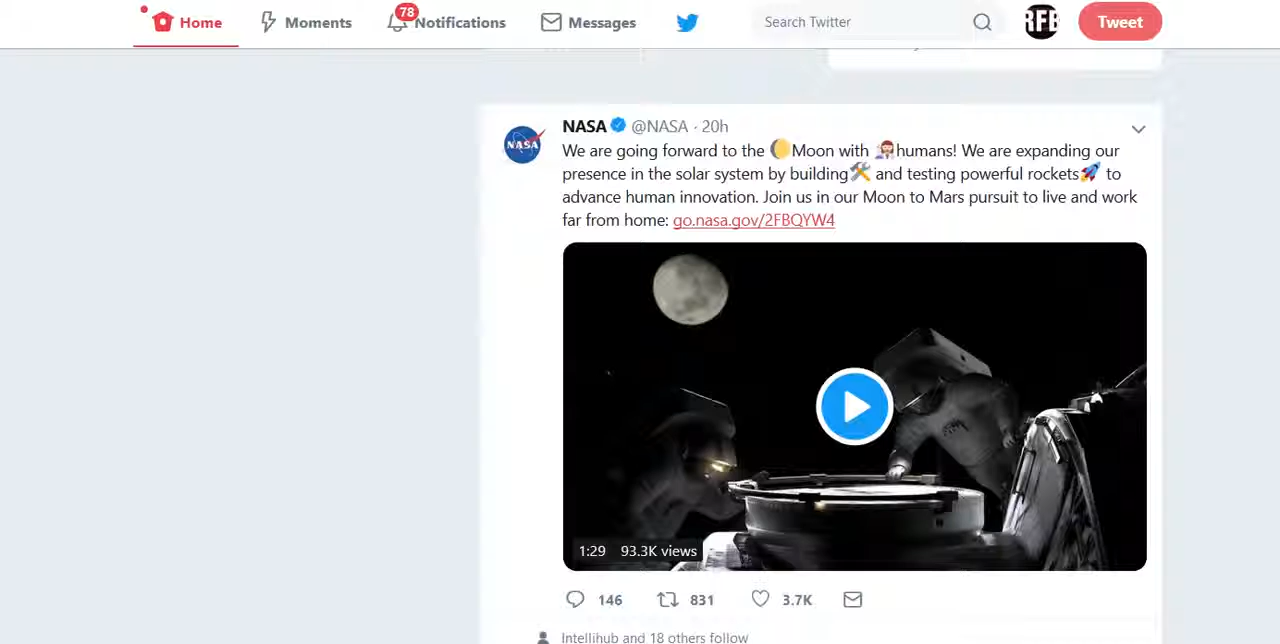 Home Moments 78 Notifications Messages Search Twitter RFB Tweet
NASA @NASA · 20h
We are going forward to the 🌔Moon with 👩‍🚀humans! We are expanding our
presence in the solar system by building🛠 and testing powerful rockets🚀 to
advance human innovation. Join us in our Moon to Mars pursuit to live and work
far from home: go.nasa.gov/2FBQYW4
NASA
1:29 93.3K views
146 831 3.7K
Intellihub and 18 others follow